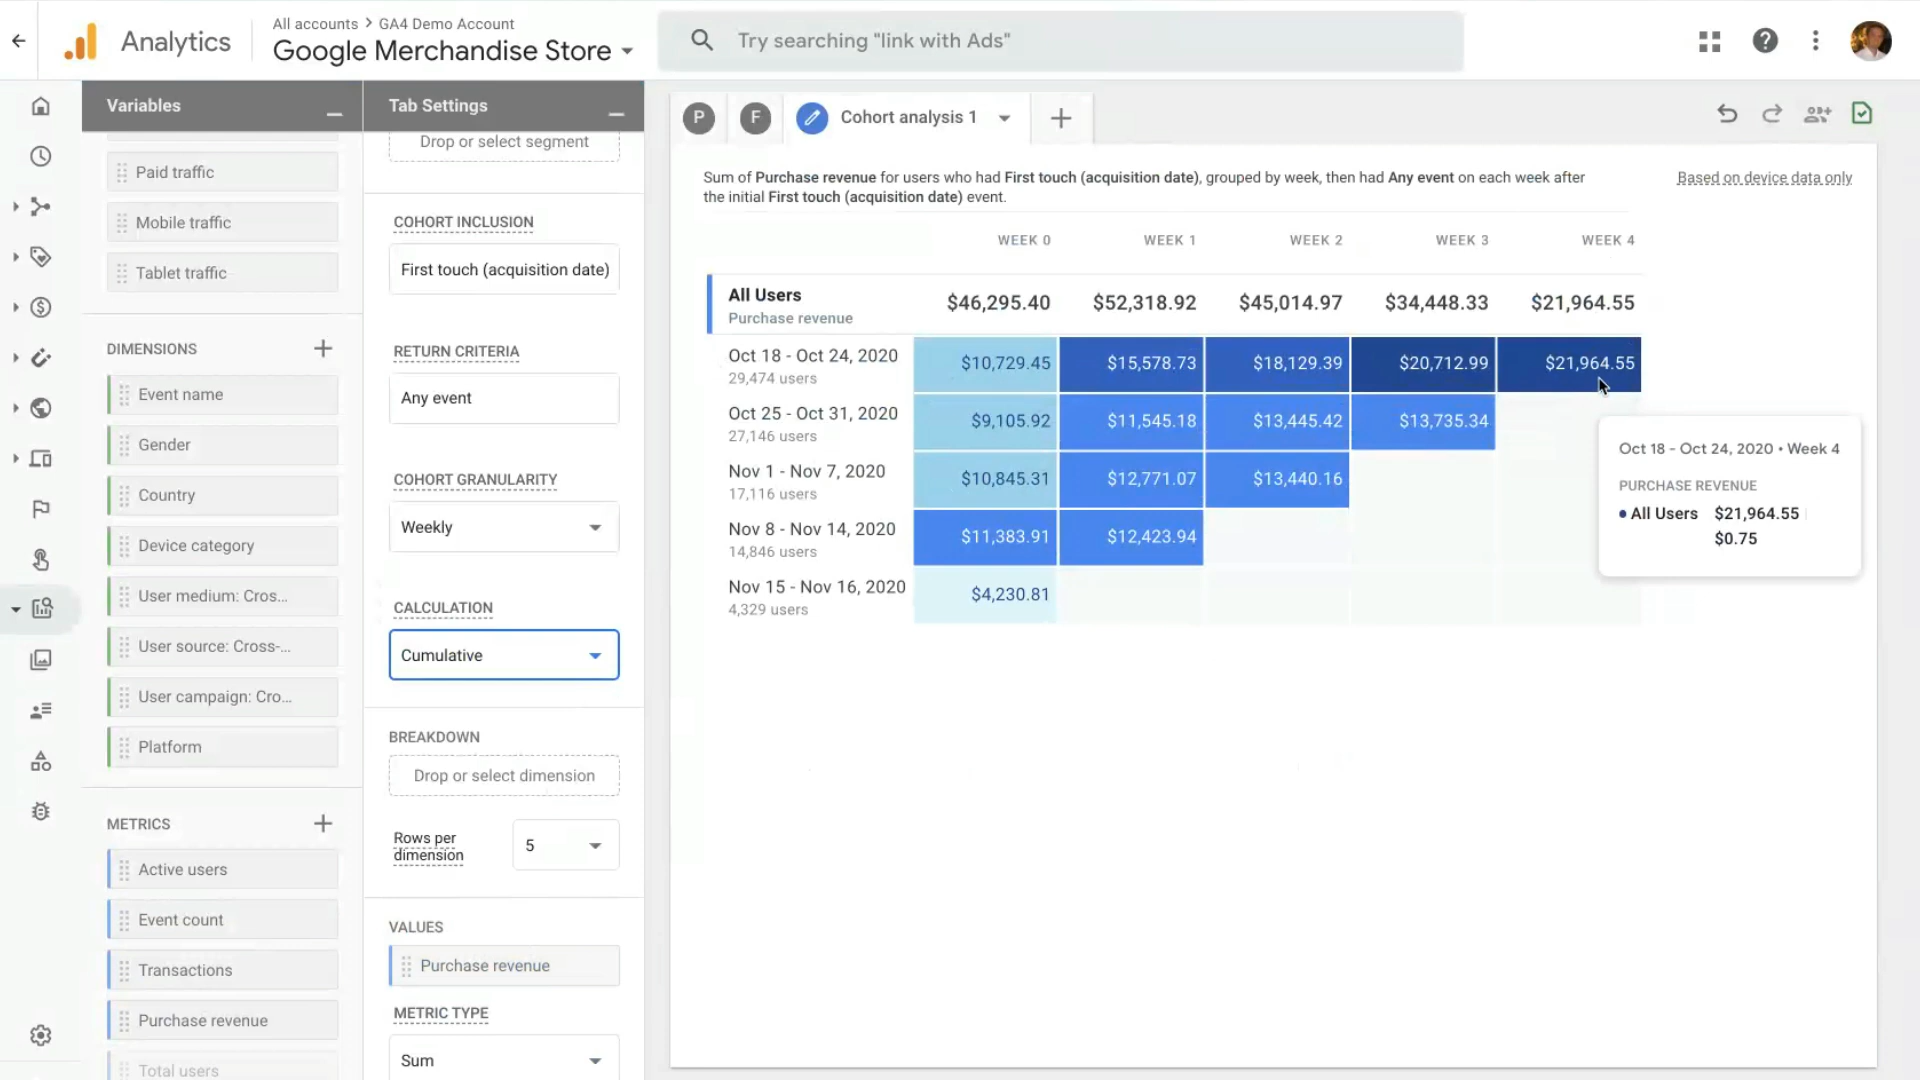 Analytics
All accounts > GA4 Demo Account
Google Merchandise Store
Try searching "link with Ads"
Variables
Paid traffic
Mobile traffic
Tablet traffic
DIMENSIONS
Event name
Gender
Country
Device category
User medium: Cros...
User source: Cross-...
User campaign: Cro...
Platform
METRICS
Active users
Event count
Transactions
Purchase revenue
Total users
Tab Settings
Drop or select segment
COHORT INCLUSION
First touch (acquisition date)
RETURN CRITERIA
Any event
COHORT GRANULARITY
Weekly
CALCULATION
Cumulative
BREAKDOWN
Drop or select dimension
Rows per
dimension
5
VALUES
Purchase revenue
METRIC TYPE
Sum
P
F
Cohort analysis 1
Sum of Purchase revenue for users who had First touch (acquisition date), grouped by week, then had Any event on each week after
the initial First touch (acquisition date) event.
Based on device data only
WEEK 0 WEEK 1 WEEK 2 WEEK 3 WEEK 4
All Users $46,295.40 $52,318.92 $45,014.97 $34,448.33 $21,964.55
Purchase revenue
Oct 18 - Oct 24, 2020 $10,729.45 $15,578.73 $18,129.39 $20,712.99 $21,964.55
29,474 users
Oct 25 - Oct 31, 2020 $9,105.92 $11,545.18 $13,445.42 $13,735.34
27,146 users
Nov 1 - Nov 7, 2020 $10,845.31 $12,771.07 $13,440.16
17,116 users
Nov 8 - Nov 14, 2020 $11,383.91 $12,423.94
14,846 users
Nov 15 - Nov 16, 2020 $4,230.81
4,329 users
Oct 18 - Oct 24, 2020 • Week 4
PURCHASE REVENUE
• All Users $21,964.55
$0.75